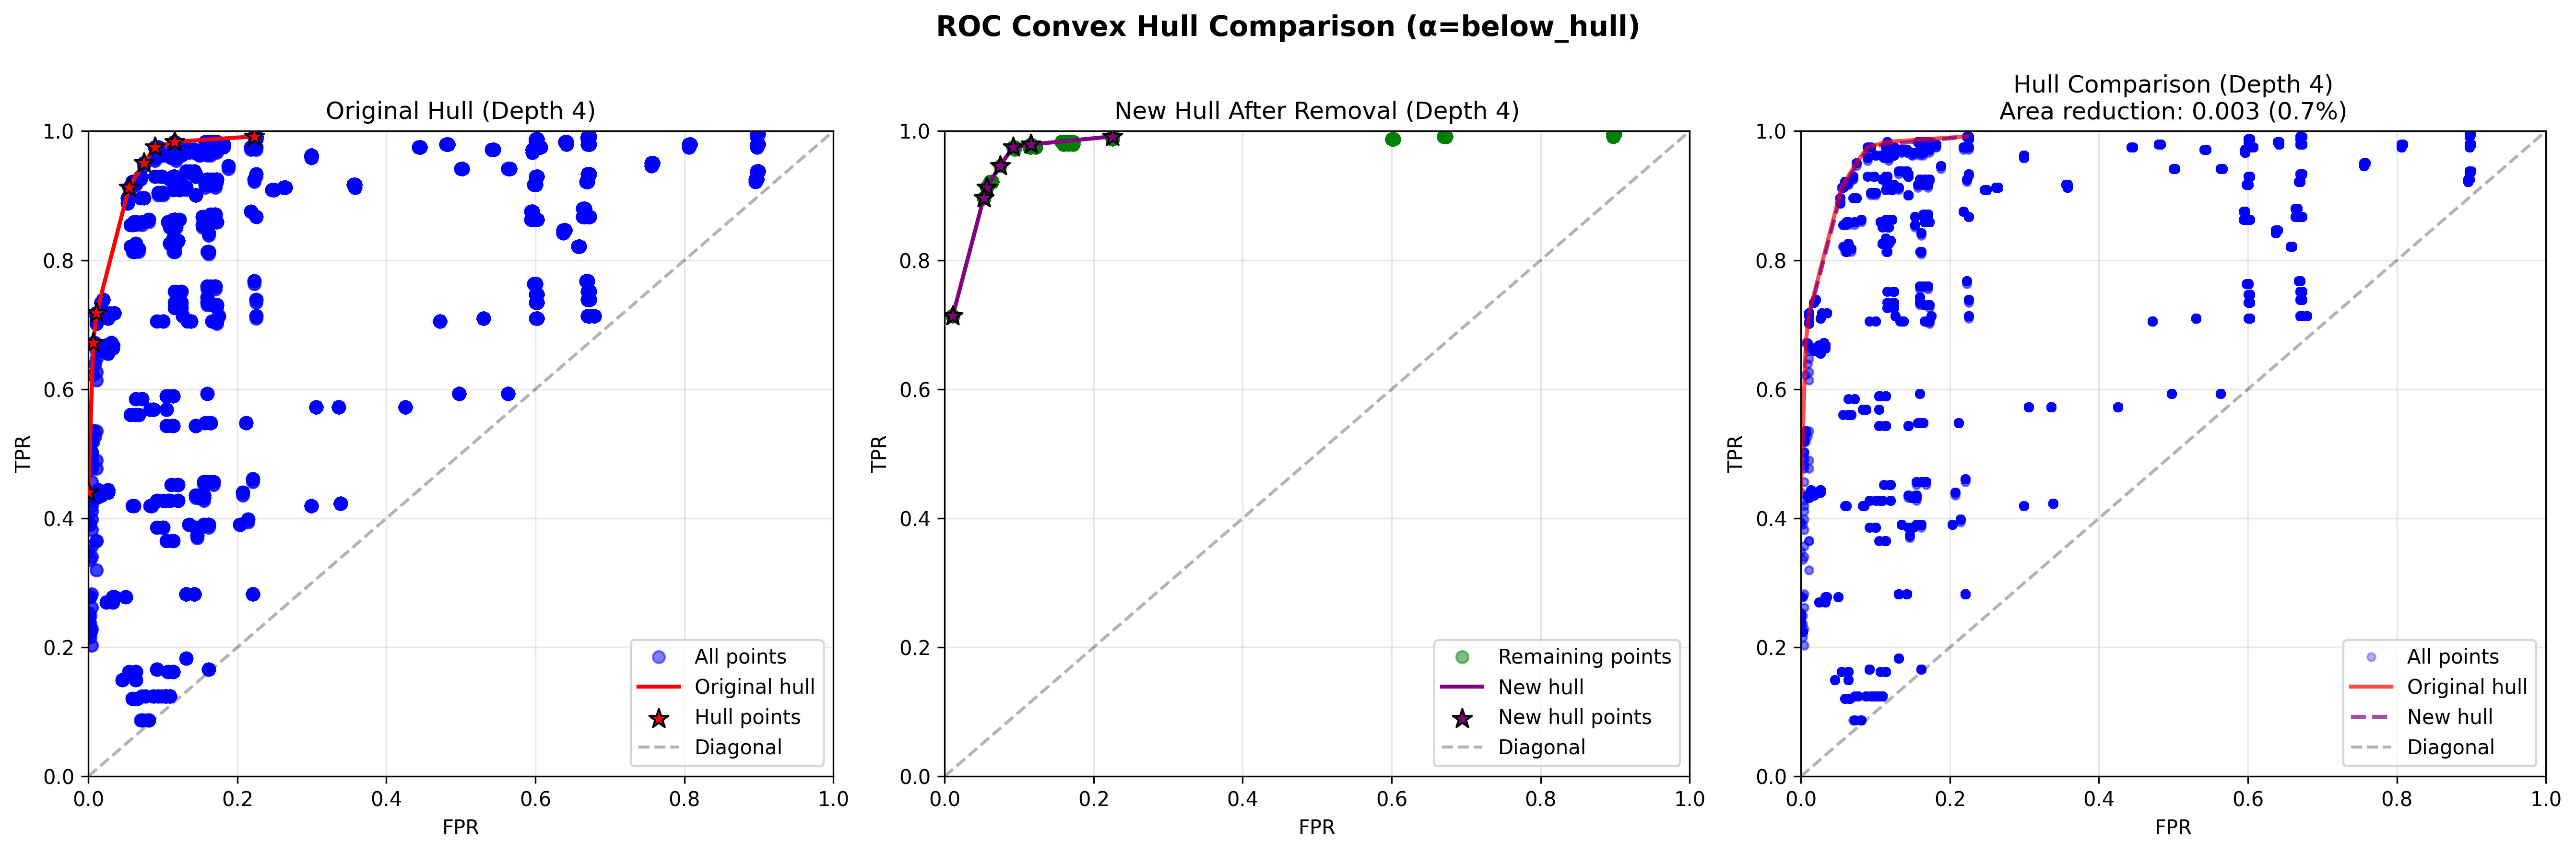 ROC Convex Hull Comparison (α=below_hull)
Original Hull (Depth 4)
1.0
0.8
0.6
0.4
0.2
0.0
TPR
0.0
0.2
0.4
0.6
0.8
1.0
FPR
All points
Original hull
Hull points
Diagonal
New Hull After Removal (Depth 4)
1.0
0.8
0.6
0.4
0.2
0.0
TPR
0.0
0.2
0.4
0.6
0.8
1.0
FPR
Remaining points
New hull
New hull points
Diagonal
Hull Comparison (Depth 4)
Area reduction: 0.003 (0.7%)
1.0
0.8
0.6
0.4
0.2
0.0
TPR
0.0
0.2
0.4
0.6
0.8
1.0
FPR
All points
Original hull
New hull
Diagonal